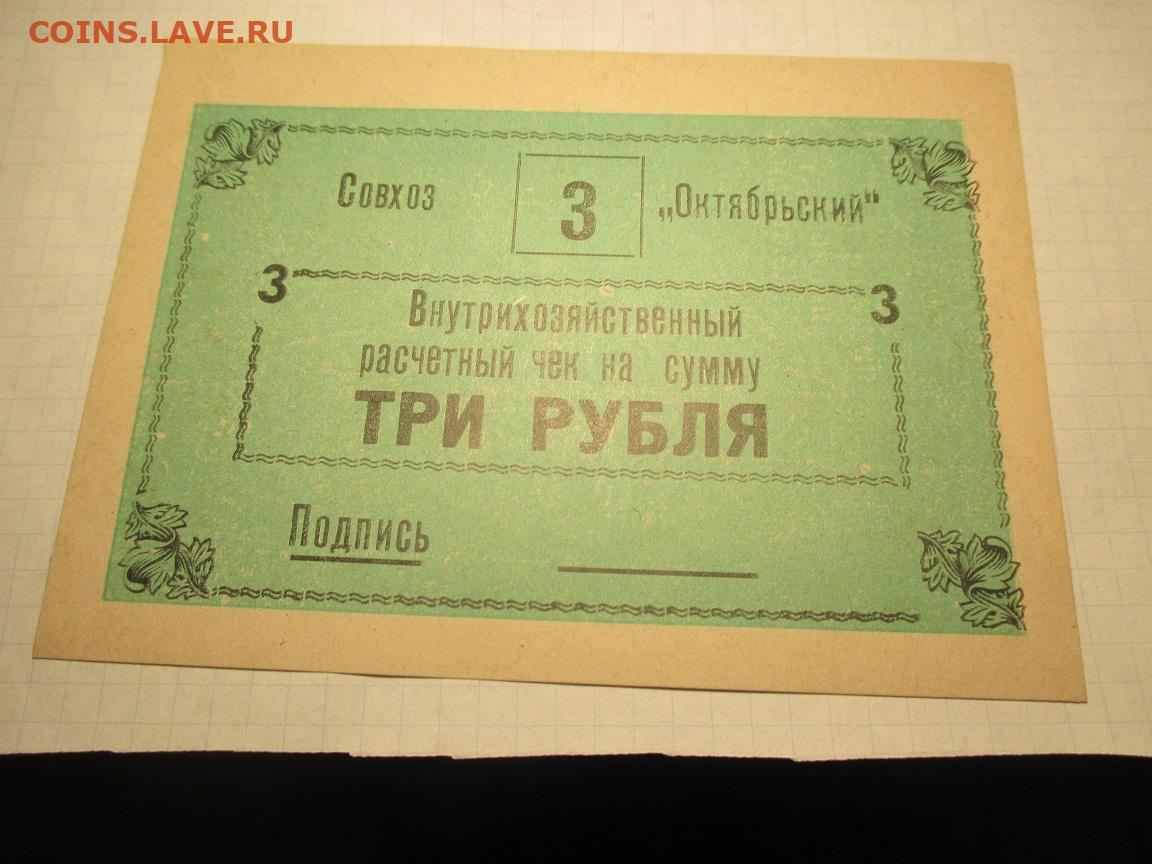 COINS.LAVE.RU
Совхоз 3 „Октябрьский“
3 3
Внутрихозяйственный
расчетный чек на сумму
ТРИ РУБЛЯ
Подпись